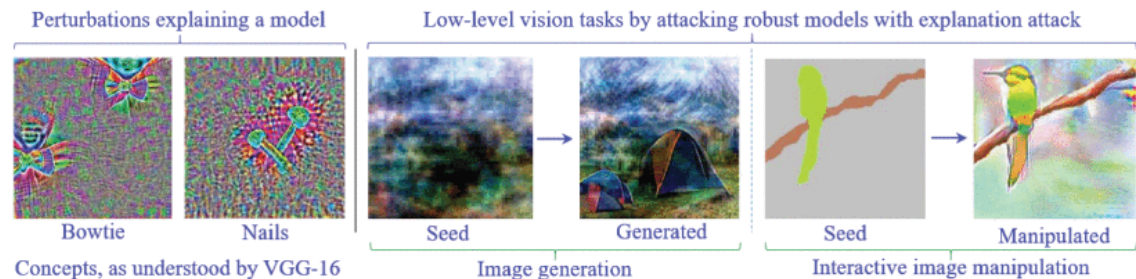 Perturbations explaining a model
Low-level vision tasks by attacking robust models with explanation attack
Bowtie
Nails
Seed
Generated
Seed
Manipulated
Concepts, as understood by VGG-16
Image generation
Interactive image manipulation